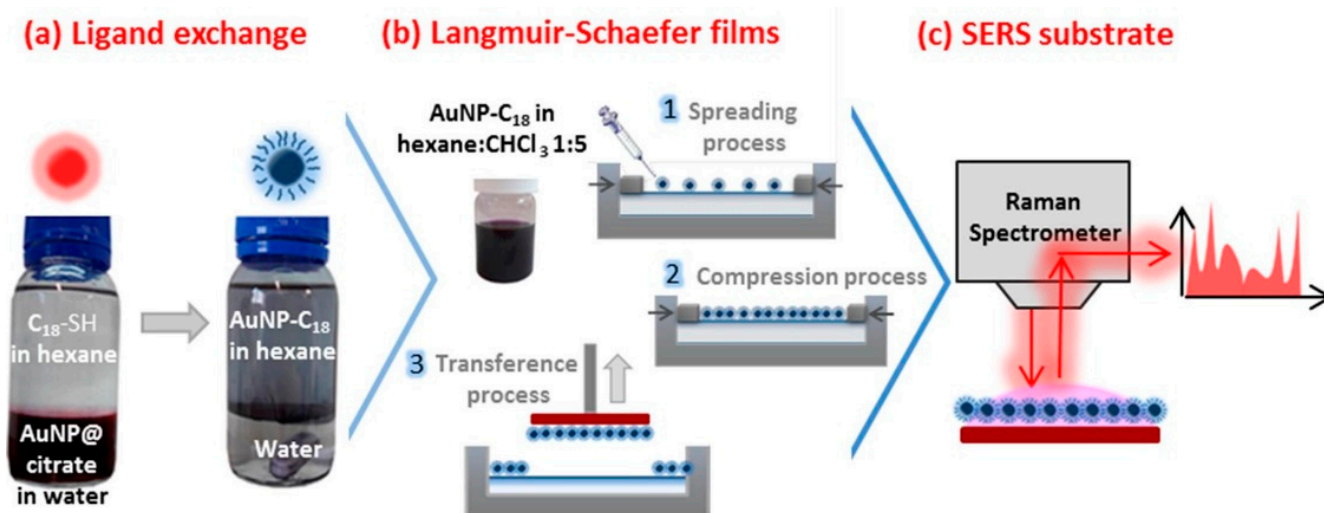 (a) Ligand exchange
C₁₈-SH
in hexane
AuNP@
citrate
in water
AuNP-C₁₈
in hexane
Water
(b) Langmuir-Schaefer films
AuNP-C₁₈ in
hexane:CHCl₃ 1:5
1 Spreading
process
2 Compression process
3 Transference
process
(c) SERS substrate
Raman
Spectrometer